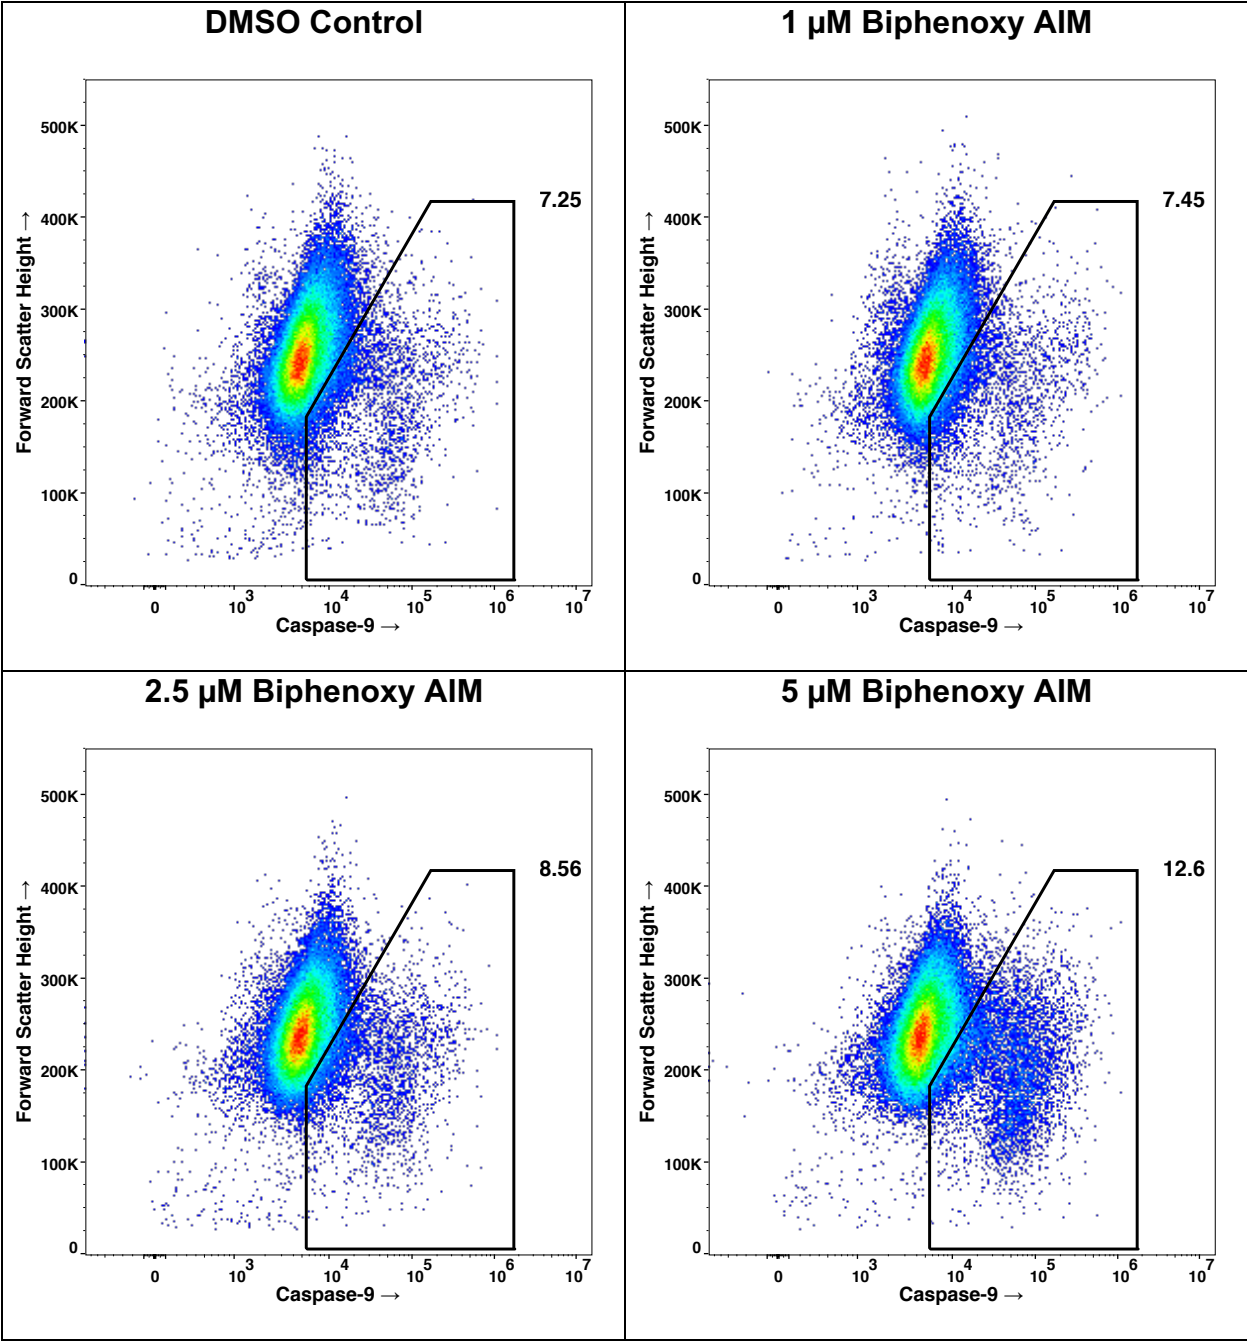 DMSO Control
500K
400K
300K
200K
100K
0
Forward Scatter Height →
7.25
0 10^3 10^4 10^5 10^6 10^7
Caspase-9 →
1 µM Biphenoxy AIM
500K
400K
300K
200K
100K
0
Forward Scatter Height →
7.45
0 10^3 10^4 10^5 10^6 10^7
Caspase-9 →
2.5 µM Biphenoxy AIM
500K
400K
300K
200K
100K
0
Forward Scatter Height →
8.56
0 10^3 10^4 10^5 10^6 10^7
Caspase-9 →
5 µM Biphenoxy AIM
500K
400K
300K
200K
100K
0
Forward Scatter Height →
12.6
0 10^3 10^4 10^5 10^6 10^7
Caspase-9 →